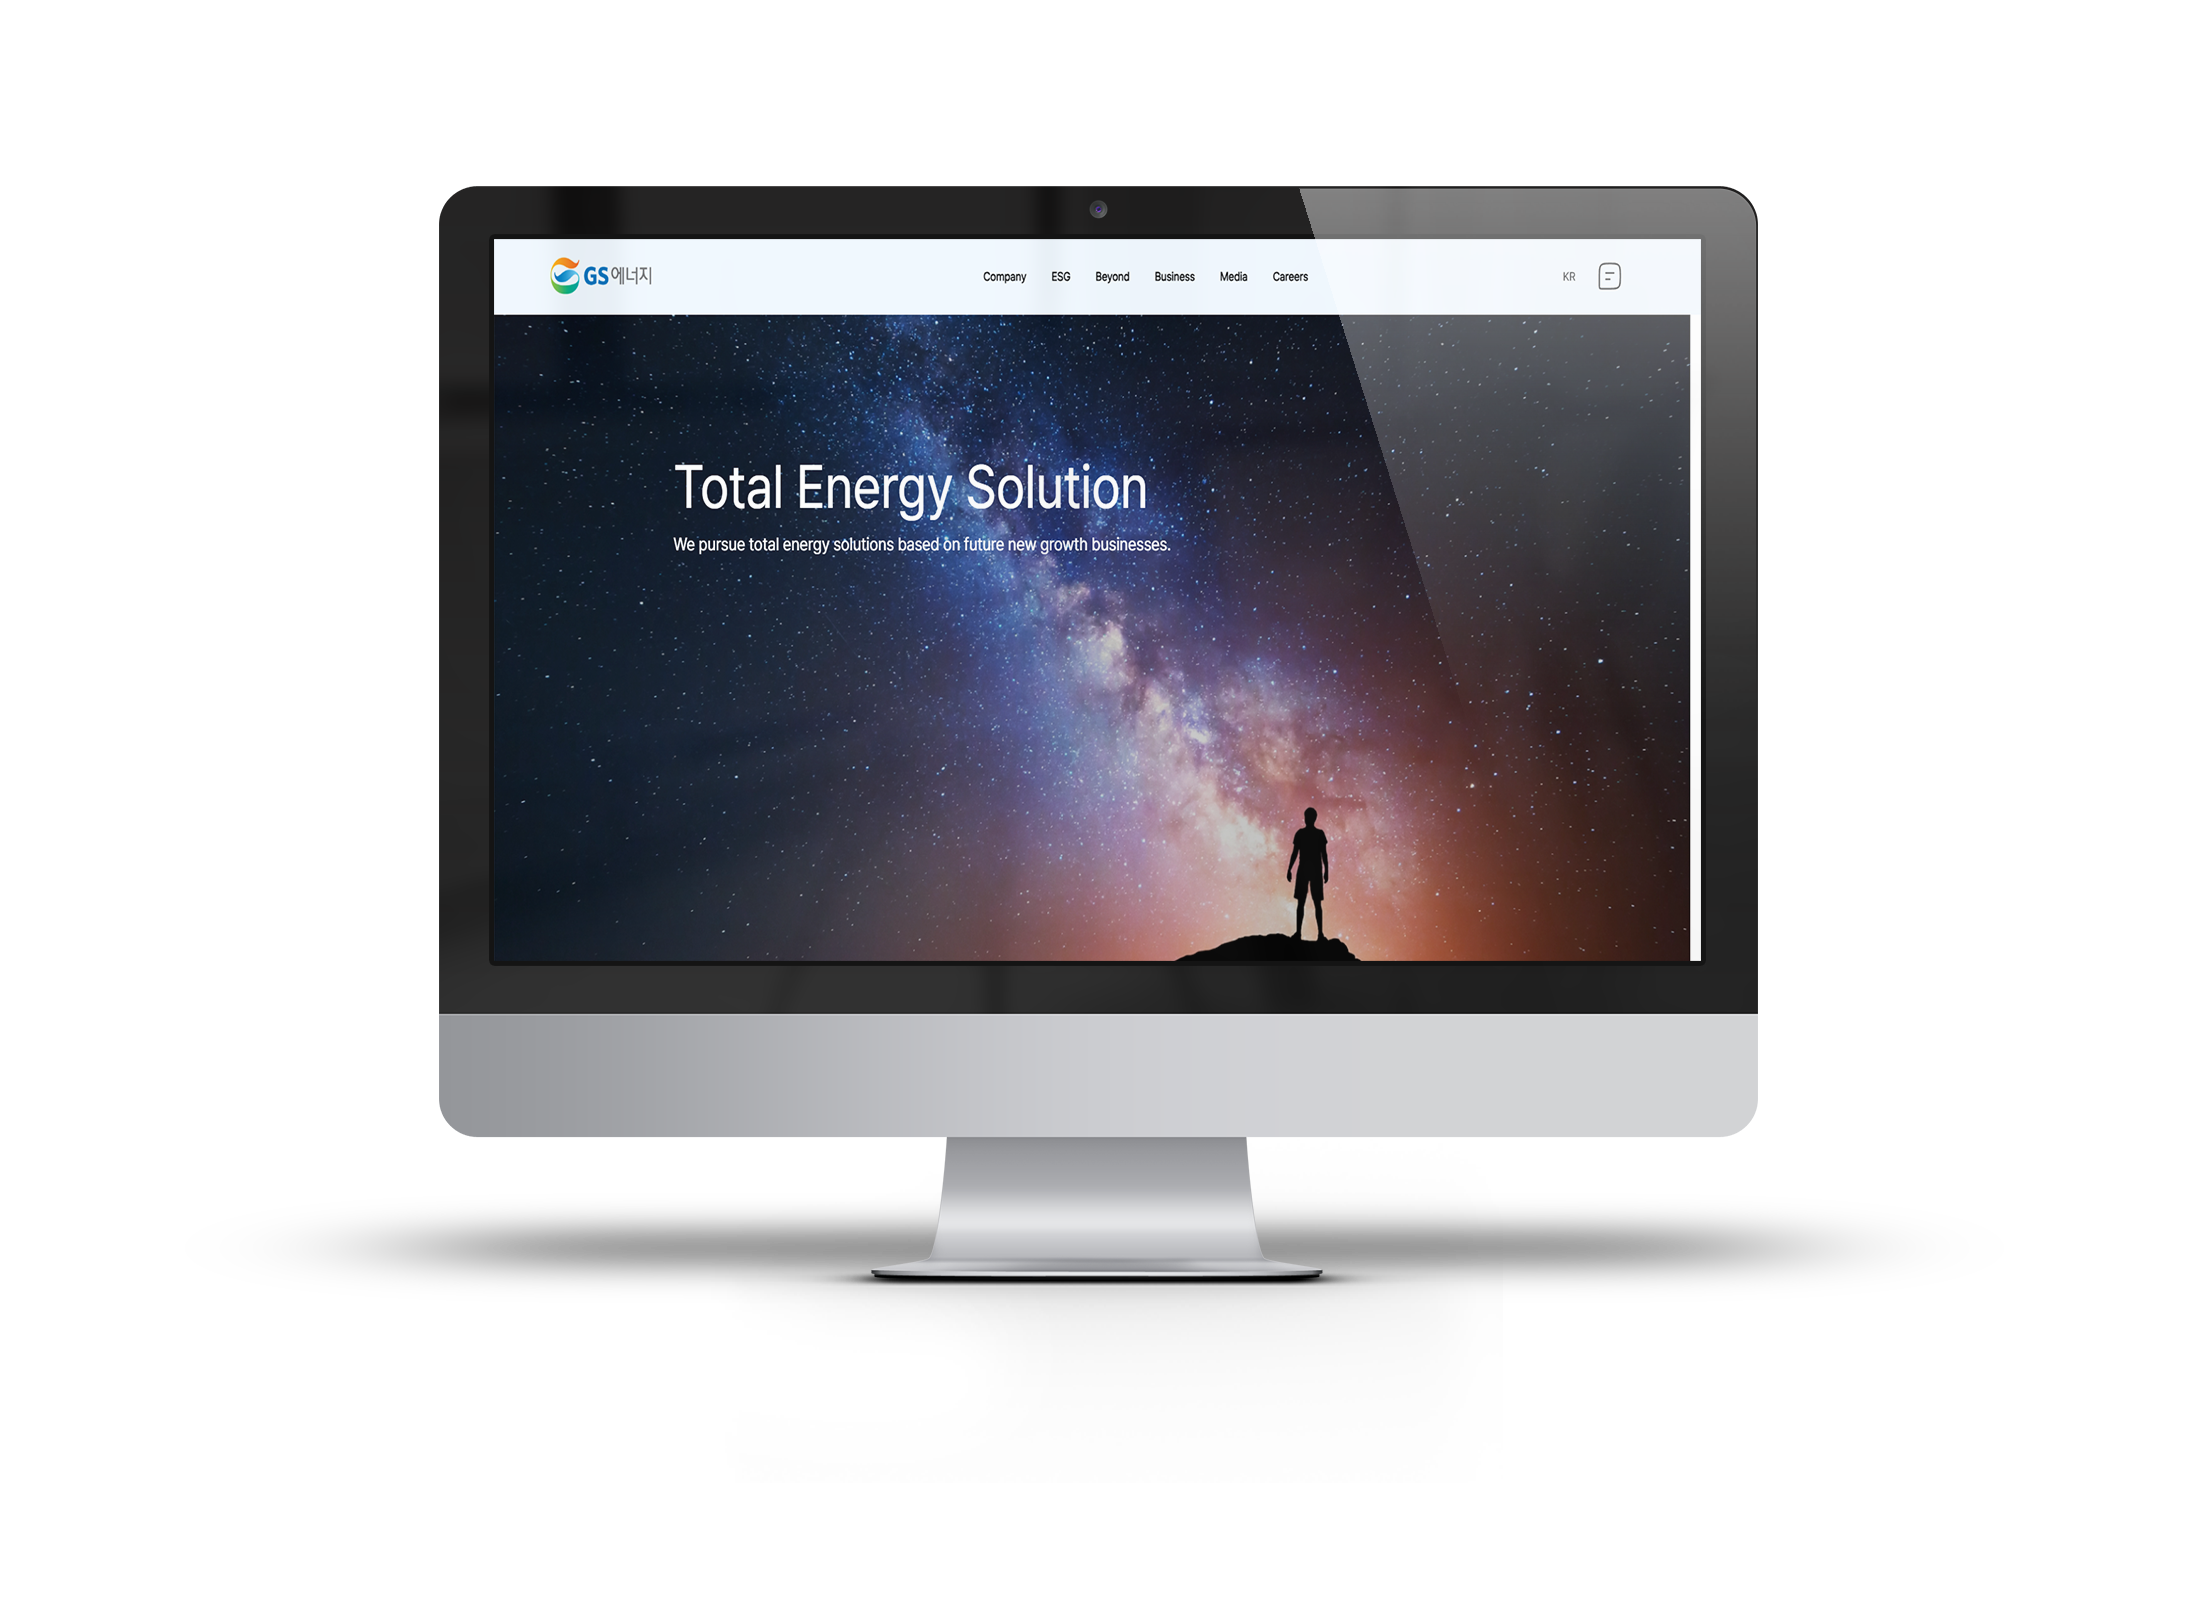 GS에너지
Company ESG Beyond Business Media Careers
KR
Total Energy Solution
We pursue total energy solutions based on future new growth businesses.